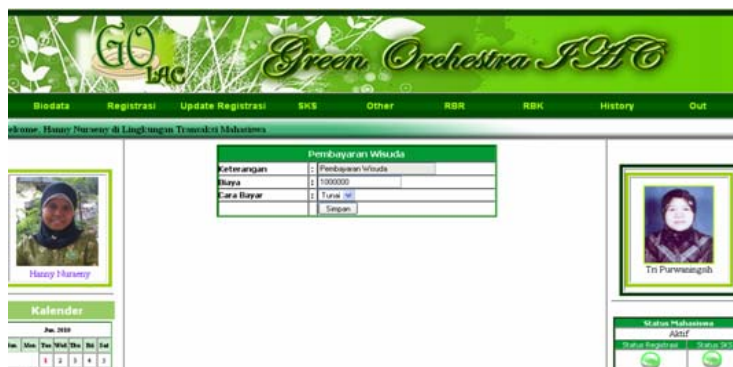 GO
LAC
Green Orchestra IAC
Biodata Registrasi Update Registrasi SKS Other RBR RBK History Out
elcome, Hanny Nurseny di Lingkungan Transaksi Mahasiswa
Pembayaran Wisuda
Keterangan : Pembayaran Wisuda
Biaya : 1000000
Cara Bayar : Tunai
Simpan
Hanny Nurseny
Tri Purwaningsih
Kalender
Jun. 2010
Sun. Mon Tue Wed Thu Fri Sat
1 2 3 4 5
Status Mahasiswa
Aktif
Status Registrasi Status SKS